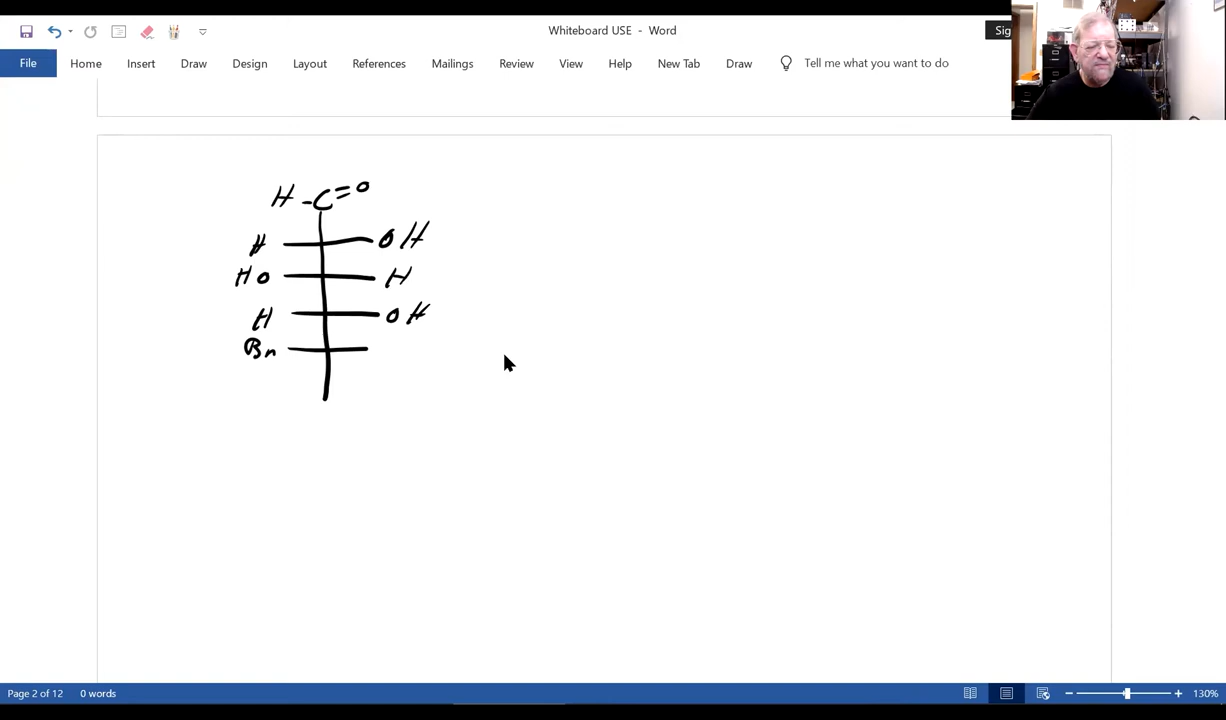 Whiteboard USE - Word
File Home Insert Draw Design Layout References Mailings Review View Help New Tab Draw Tell me what you want to do
H -C=O
H OH
HO H
H OH
Br
Page 2 of 12 0 words 130%